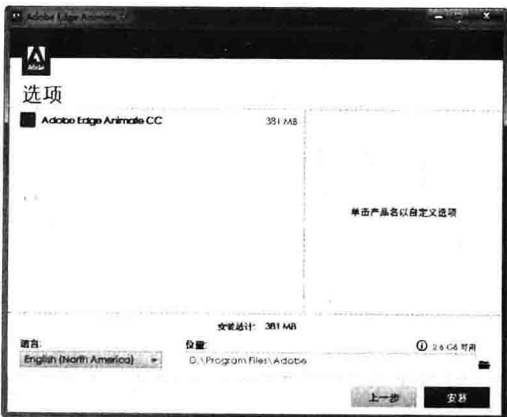 Adobe Edge Animate
Adobe
选项
Adobe Edge Animate CC
381 MB
单击产品名以自定义选项
安装总计: 381 MB
语言:
English (North America)
位置:
2.6 GB 可用
D:\Program Files\Adobe
上一步
安装